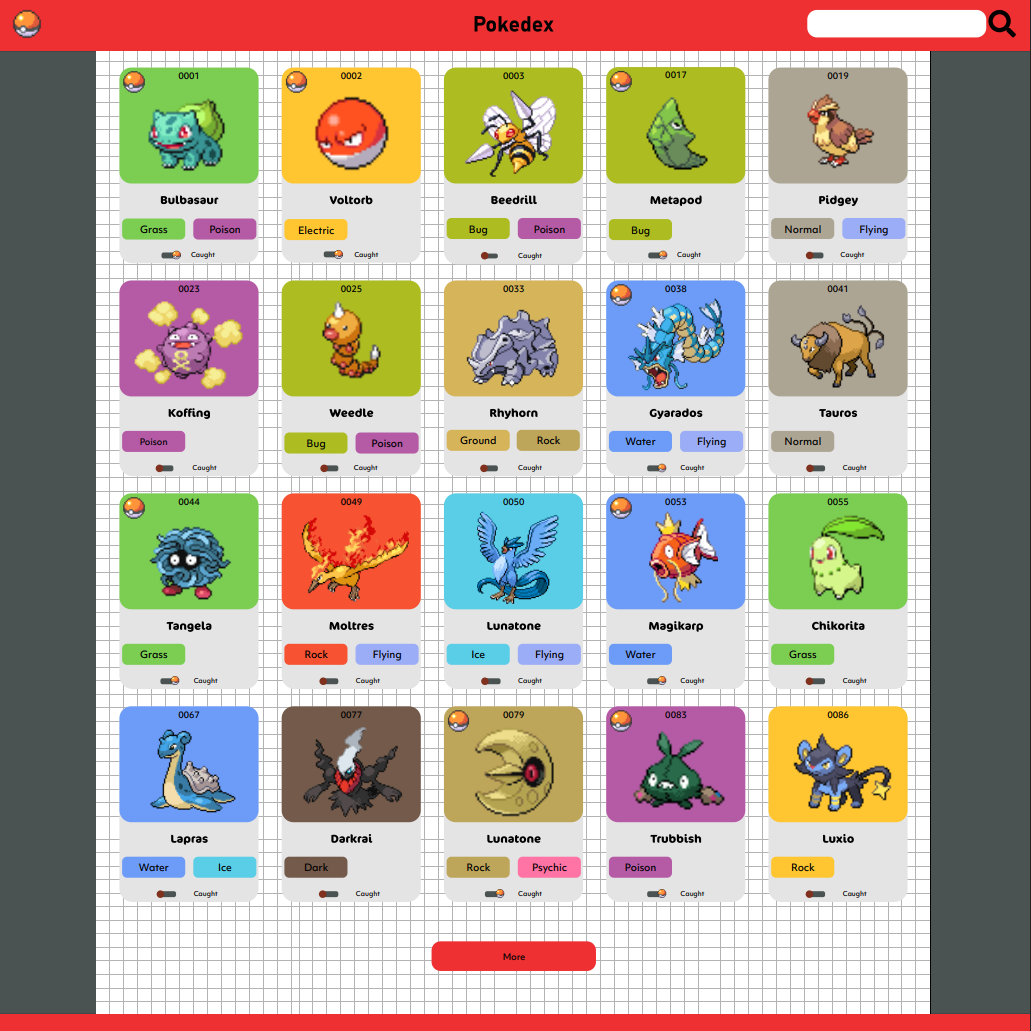 Pokedex
0001 0002 0003 0017 0019
Bulbasaur Voltorb Beedrill Metapod Pidgey
Grass Poison Electric Bug Poison Bug Normal Flying
Caught Caught Caught Caught Caught
0023 0025 0033 0038 0041
Koffing Weedle Rhyhorn Gyarados Tauros
Poison Bug Poison Ground Rock Water Flying Normal
Caught Caught Caught Caught Caught
0044 0049 0050 0053 0055
Tangela Moltres Lunatone Magikarp Chikorita
Grass Rock Flying Ice Flying Water Grass
Caught Caught Caught Caught Caught
0067 0077 0079 0083 0086
Lapras Darkrai Lunatone Trubbish Luxio
Water Ice Dark Rock Psychic Poison Rock
Caught Caught Caught Caught Caught
More